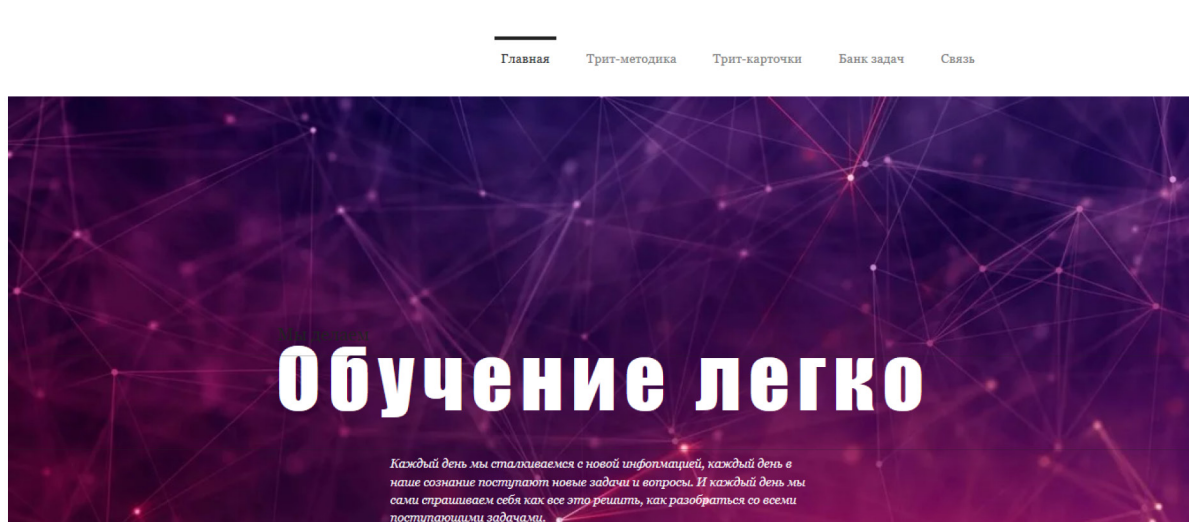 Главная Трит-методика Трит-карточки Банк задач Связь
Обучение легко
Каждый день мы сталкиваемся с новой инфопмацией, каждый день в
наше сознание поступают новые задачи и вопросы. И каждый день мы
сами спрашиваем себя как все это решить, как разобраться со всеми
поступающими задачами.